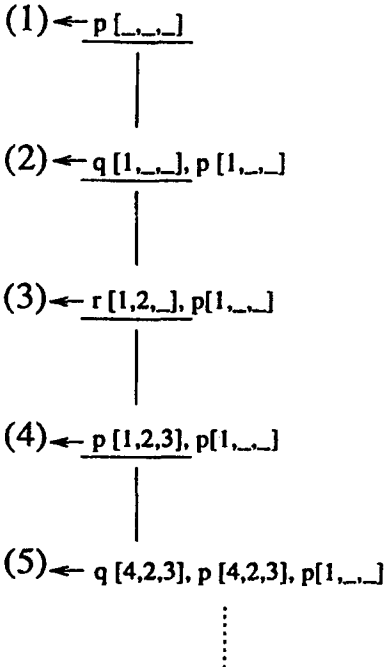 (1)← p [_,_,_]
(2)← q [1,_,_], p [1,_,_]
(3)← r [1,2,_], p[1,_,_]
(4)← p [1,2,3], p[1,_,_]
(5)← q [4,2,3], p [4,2,3], p[1,_,_]